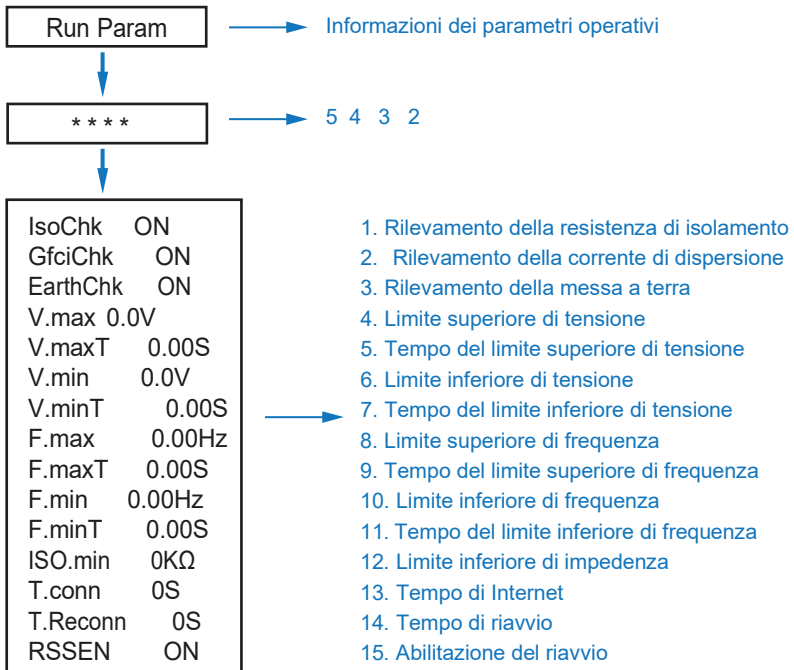 Run Param Informazioni dei parametri operativi
* * * * 5 4 3 2
IsoChk ON 1. Rilevamento della resistenza di isolamento
GfciChk ON 2. Rilevamento della corrente di dispersione
EarthChk ON 3. Rilevamento della messa a terra
V.max 0.0V 4. Limite superiore di tensione
V.maxT 0.00S 5. Tempo del limite superiore di tensione
V.min 0.0V 6. Limite inferiore di tensione
V.minT 0.00S 7. Tempo del limite inferiore di tensione
F.max 0.00Hz 8. Limite superiore di frequenza
F.maxT 0.00S 9. Tempo del limite superiore di frequenza
F.min 0.00Hz 10. Limite inferiore di frequenza
F.minT 0.00S 11. Tempo del limite inferiore di frequenza
ISO.min 0KΩ 12. Limite inferiore di impedenza
T.conn 0S 13. Tempo di Internet
T.Reconn 0S 14. Tempo di riavvio
RSSEN ON 15. Abilitazione del riavvio